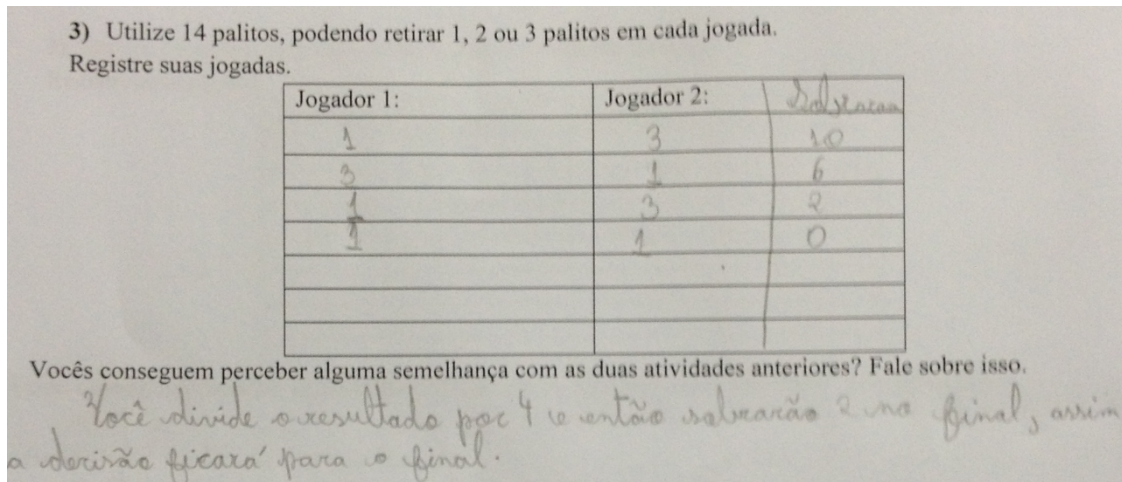 3) Utilize 14 palitos, podendo retirar 1, 2 ou 3 palitos em cada jogada.
Registre suas jogadas.
Jogador 1: Jogador 2:
1 3 10
3 1 6
1 3 2
1 1 0
Vocês conseguem perceber alguma semelhança com as duas atividades anteriores? Fale sobre isso.
Você divide o resultado por 4 e então sobrarão 2 no final, assim
a decisão ficará para o final.